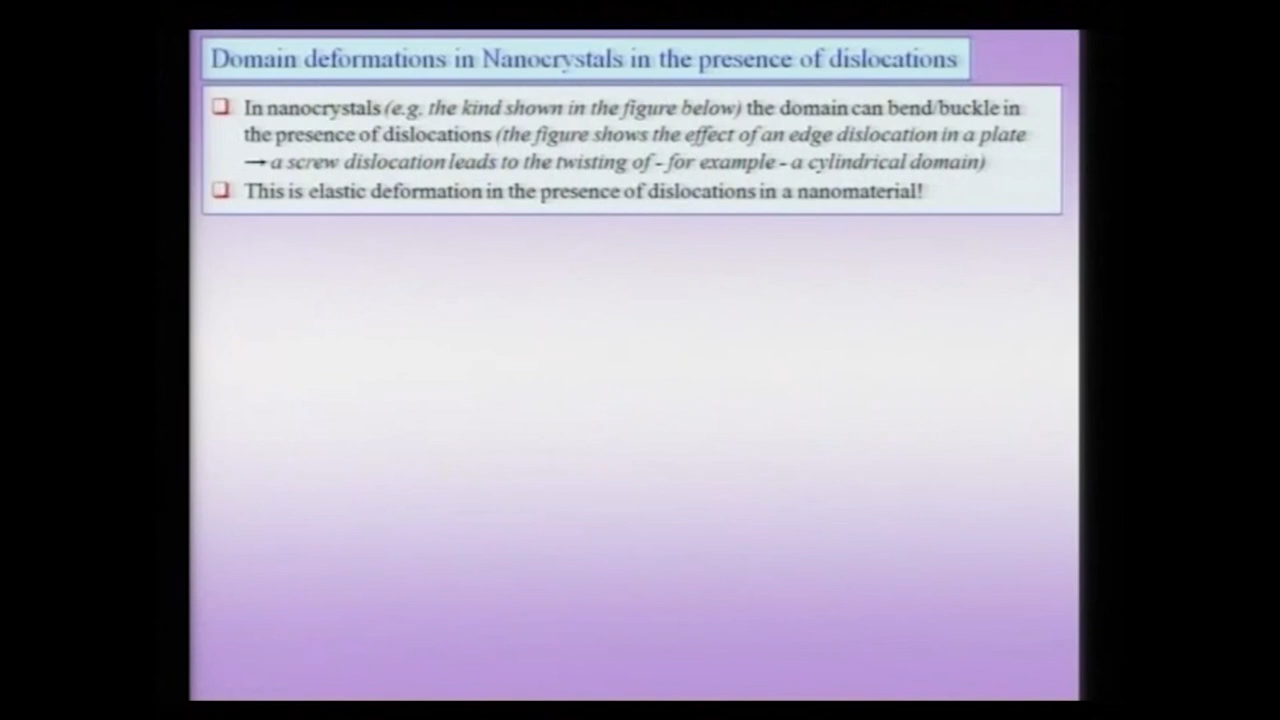 Domain deformations in Nanocrystals in the presence of dislocations
❑ In nanocrystals (e.g. the kind shown in the figure below) the domain can bend/buckle in
the presence of dislocations (the figure shows the effect of an edge dislocation in a plate
→ a screw dislocation leads to the twisting of - for example - a cylindrical domain)
❑ This is elastic deformation in the presence of dislocations in a nanomaterial!